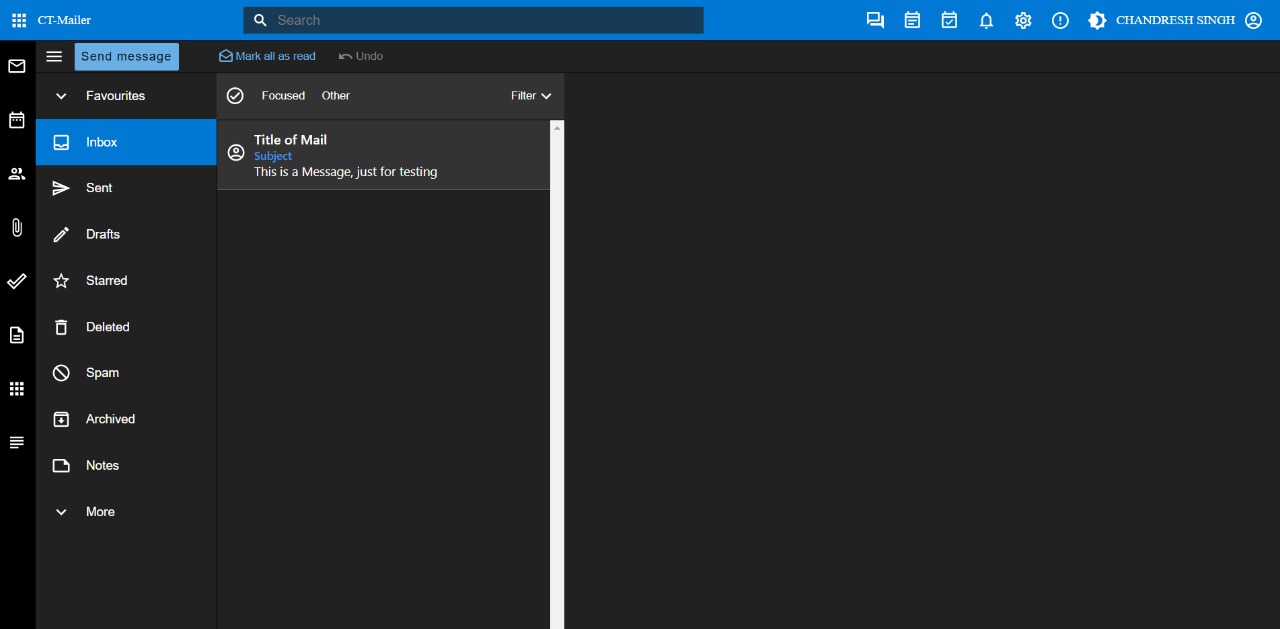 CT-Mailer
Search
CHANDRESH SINGH
Send message
Mark all as read
Undo
Favourites
Inbox
Sent
Drafts
Starred
Deleted
Spam
Archived
Notes
More
Focused Other Filter
Title of Mail
Subject
This is a Message, just for testing